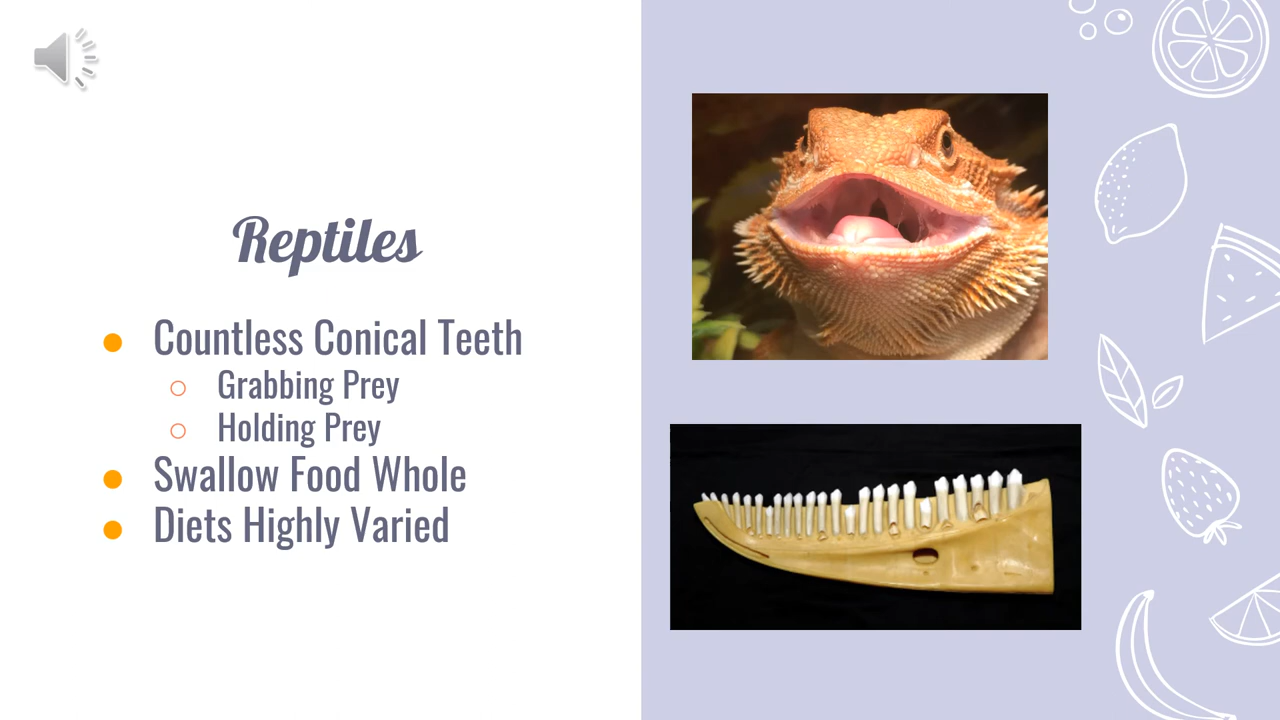 Reptiles
● Countless Conical Teeth
○ Grabbing Prey
○ Holding Prey
● Swallow Food Whole
● Diets Highly Varied